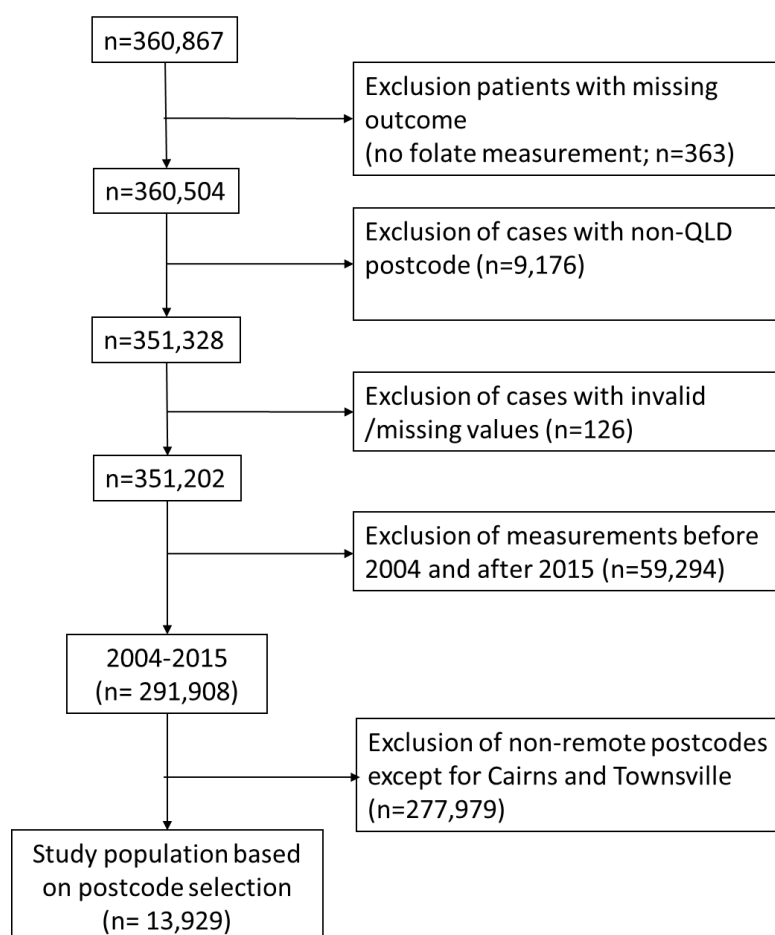 n=360,867
Exclusion patients with missing
outcome
(no folate measurement; n=363)
n=360,504
Exclusion of cases with non-QLD
postcode (n=9,176)
n=351,328
Exclusion of cases with invalid
/missing values (n=126)
n=351,202
Exclusion of measurements before
2004 and after 2015 (n=59,294)
2004-2015
(n= 291,908)
Exclusion of non-remote postcodes
except for Cairns and Townsville
(n=277,979)
Study population based
on postcode selection
(n= 13,929)